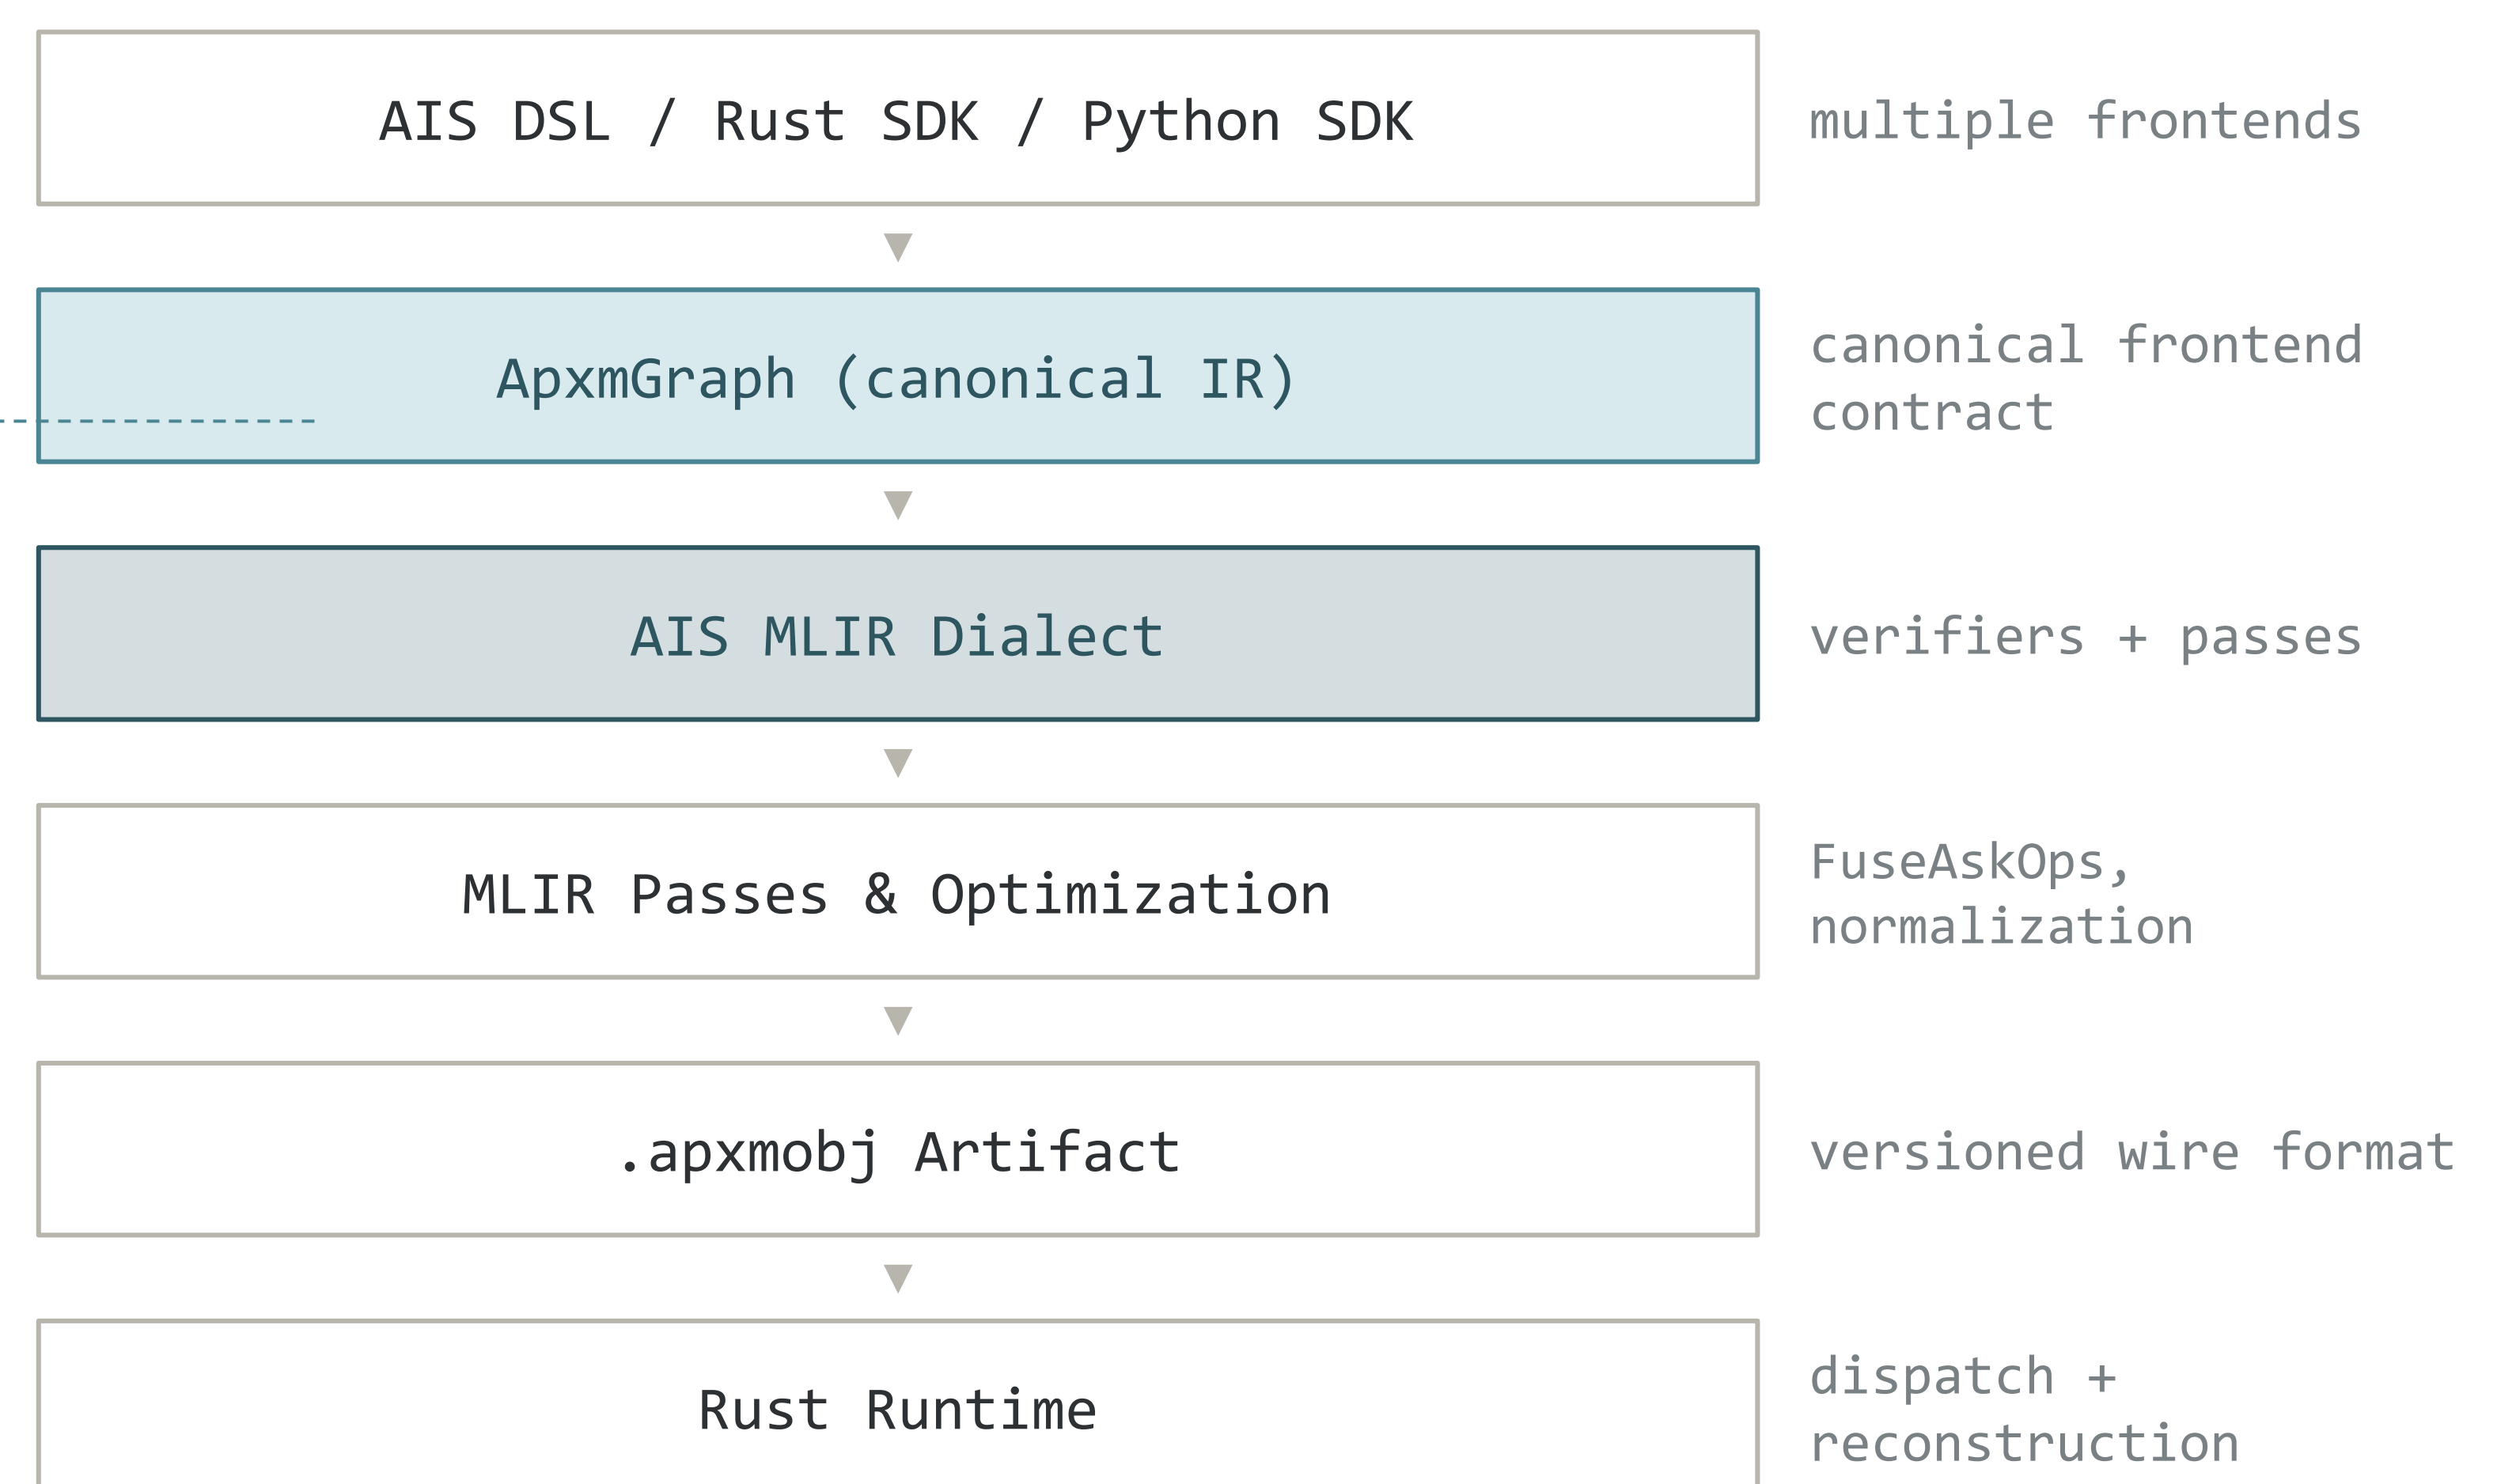 AIS DSL / Rust SDK / Python SDK
multiple frontends
ApxmGraph (canonical IR)
canonical frontend
contract
AIS MLIR Dialect
verifiers + passes
MLIR Passes & Optimization
FuseAskOps,
normalization
.apxmobj Artifact
versioned wire format
Rust Runtime
dispatch +
reconstruction